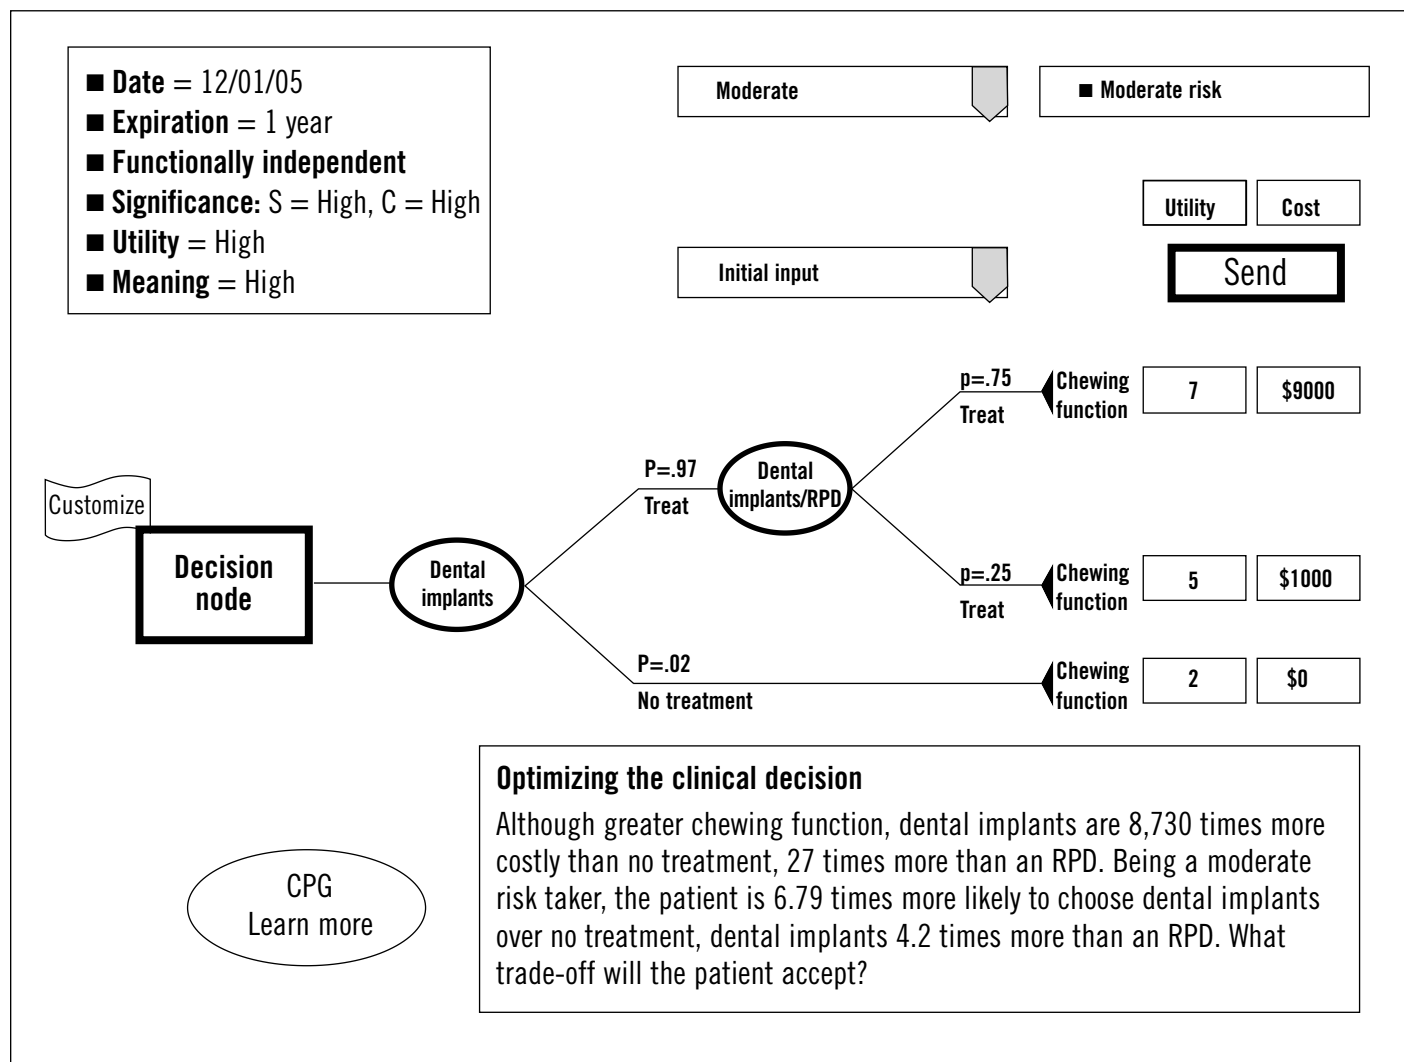 ■ Date = 12/01/05
■ Expiration = 1 year
■ Functionally independent
■ Significance: S = High, C = High
■ Utility = High
■ Meaning = High
Moderate
■ Moderate risk
Utility
Cost
Initial input
Send
p=.75
Treat
Chewing
function
7
$9000
P=.97
Treat
Dental
implants/RPD
Customize
Decision
node
Dental
implants
p=.25
Treat
Chewing
function
5
$1000
P=.02
No treatment
Chewing
function
2
$0
Optimizing the clinical decision
Although greater chewing function, dental implants are 8,730 times more
costly than no treatment, 27 times more than an RPD. Being a moderate
risk taker, the patient is 6.79 times more likely to choose dental implants
over no treatment, dental implants 4.2 times more than an RPD. What
trade-off will the patient accept?
CPG
Learn more